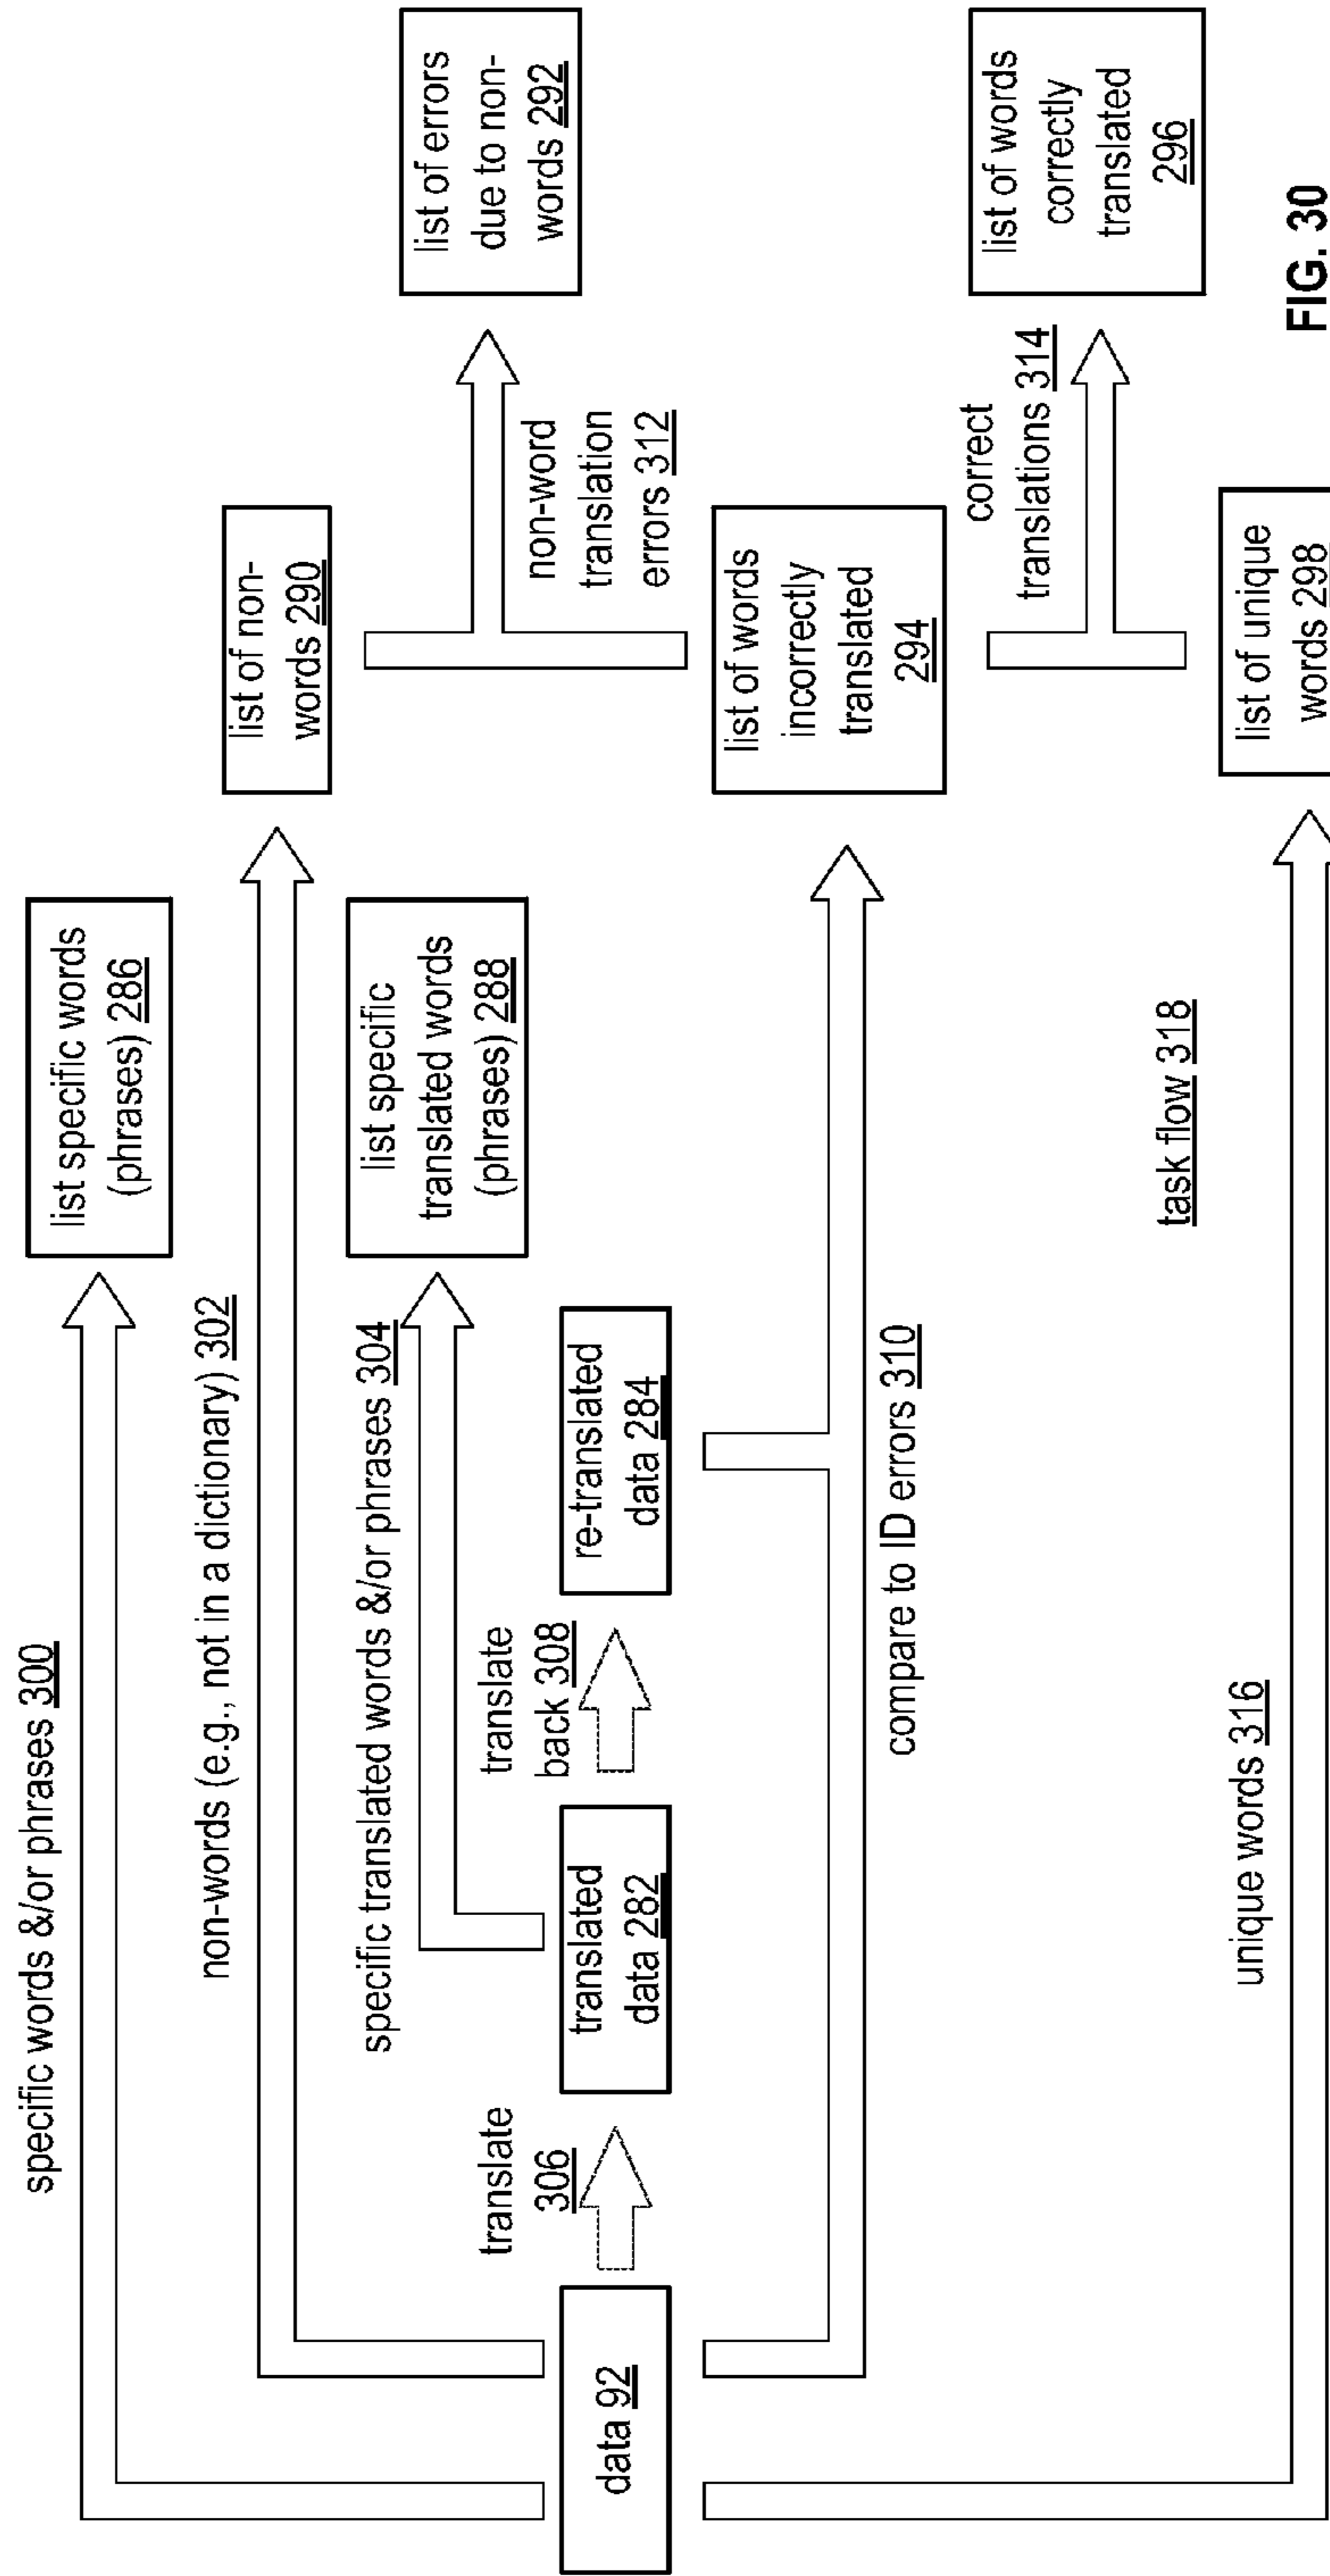 specific words &/or phrases 300
list specific words
(phrases) 286
non-words (e.g., not in a dictionary) 302
list of non-
words 290
specific translated words &/or phrases 304
list specific
translated words
(phrases) 288
list of errors
due to non-
words 292
non-word
translation
errors 312
data 92
translate
306
translated
data 282
translate
back 308
re-translated
data 284
list of words
incorrectly
translated
294
compare to ID errors 310
correct
translations 314
list of words
correctly
translated
296
task flow 318
unique words 316
list of unique
words 298
FIG. 30